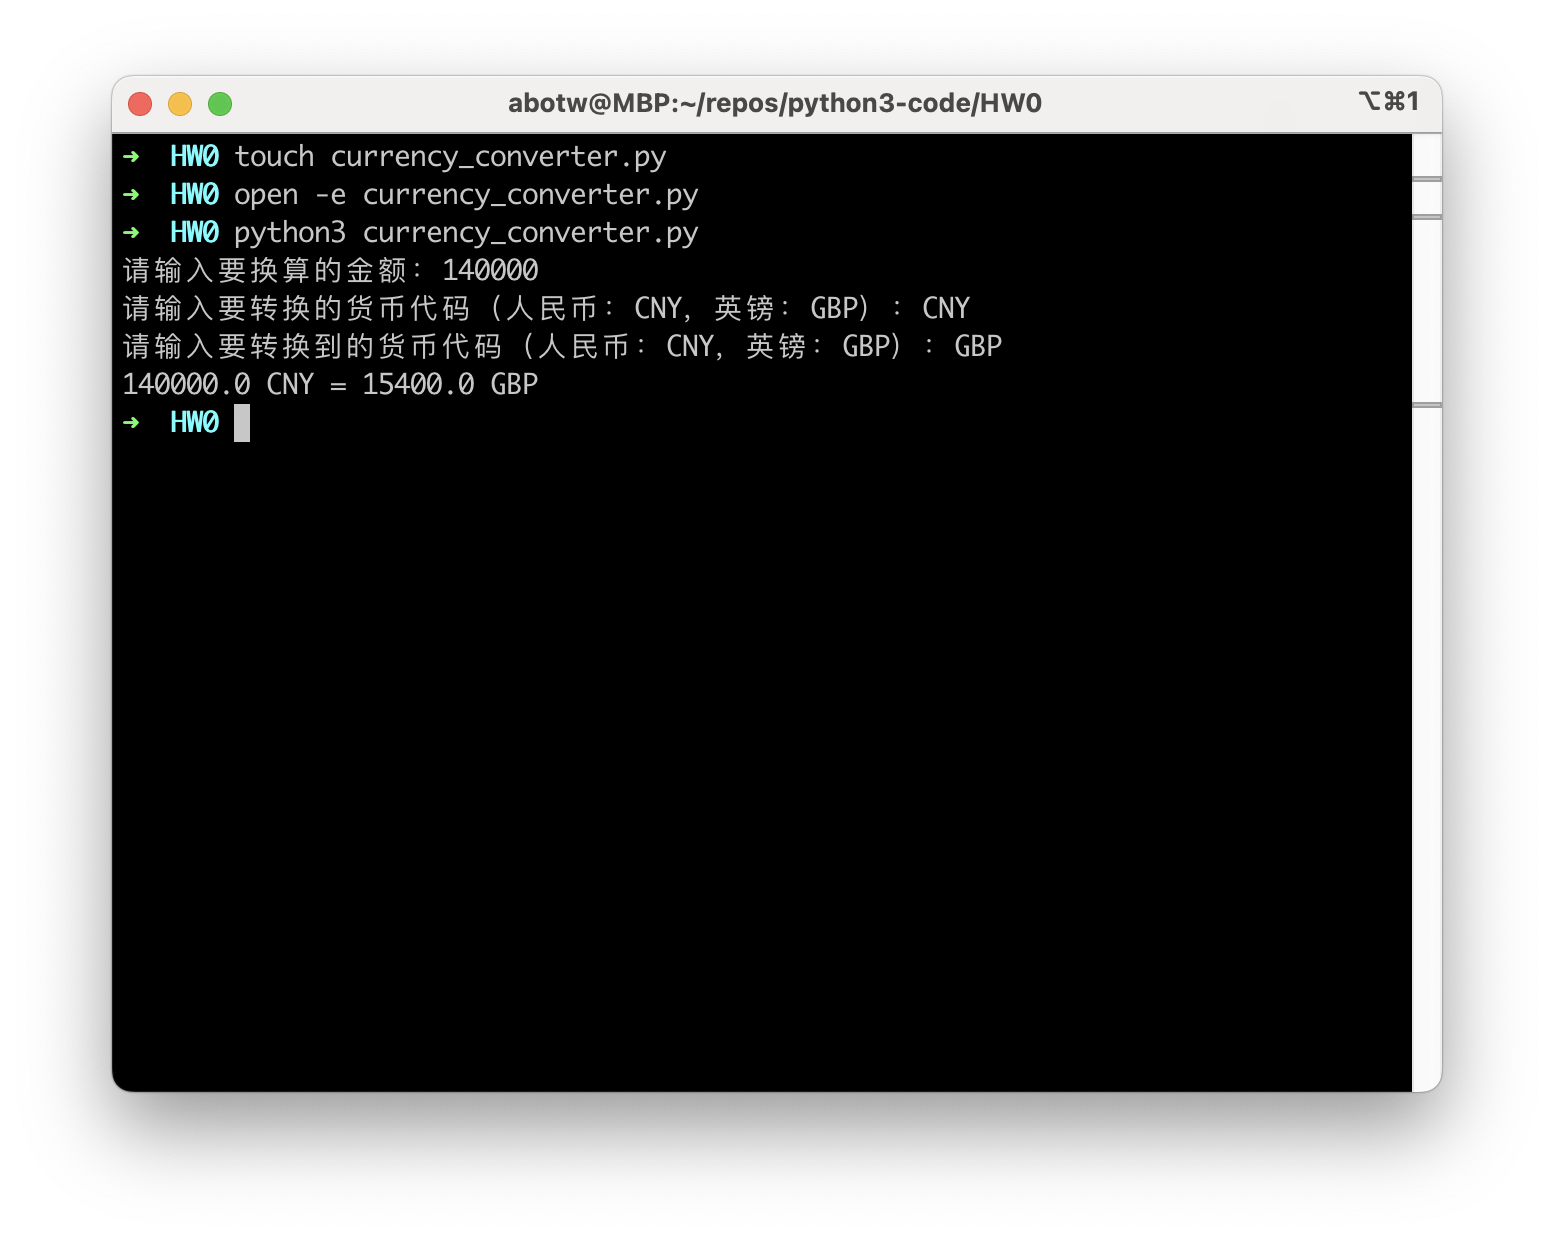 abotw@MBP:~/repos/python3-code/HW0 ⌥⌘1
➜ HW0 touch currency_converter.py
➜ HW0 open -e currency_converter.py
➜ HW0 python3 currency_converter.py
请输入要换算的金额：140000
请输入要转换的货币代码（人民币：CNY，英镑：GBP）：CNY
请输入要转换到的货币代码（人民币：CNY，英镑：GBP）：GBP
140000.0 CNY = 15400.0 GBP
➜ HW0